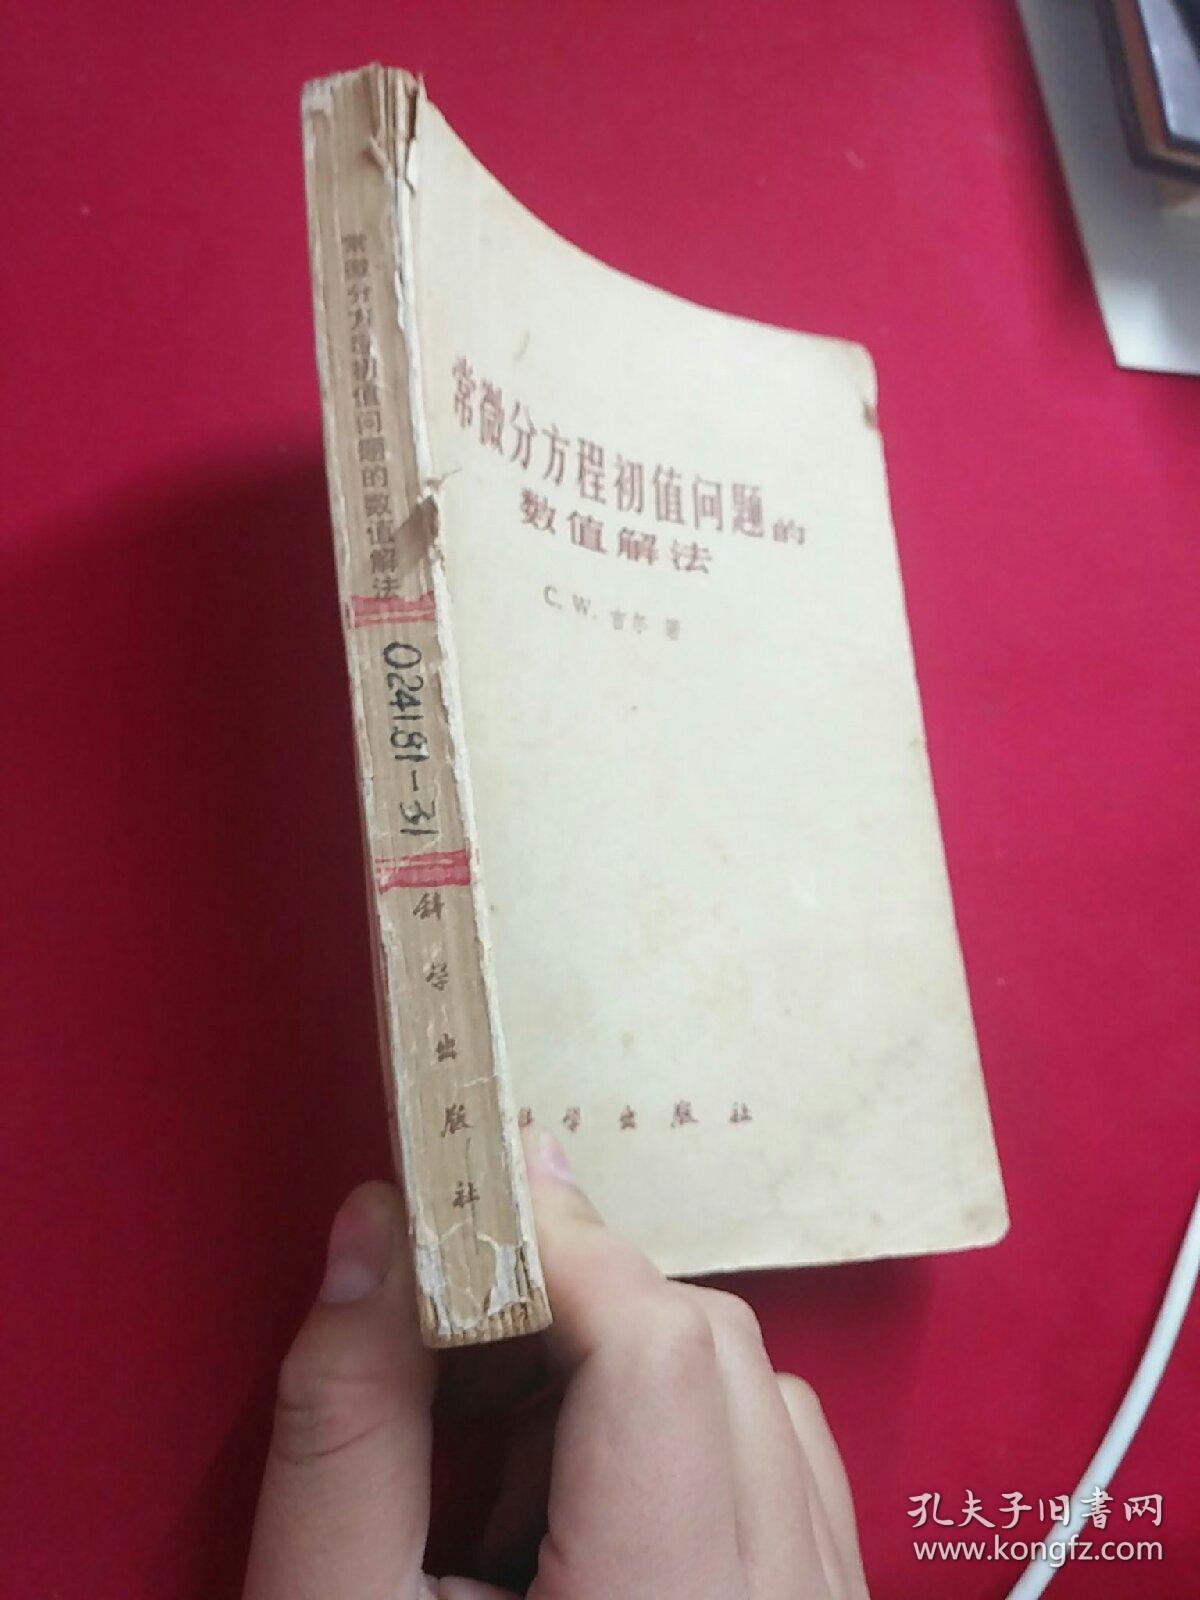 常微分方程初值问题的数值解法
024181-31
科学出版社
常微分方程初值问题的
数值解法
C. W. 吉尔 著
科学出版社
孔夫子旧书网
www.kongfz.com